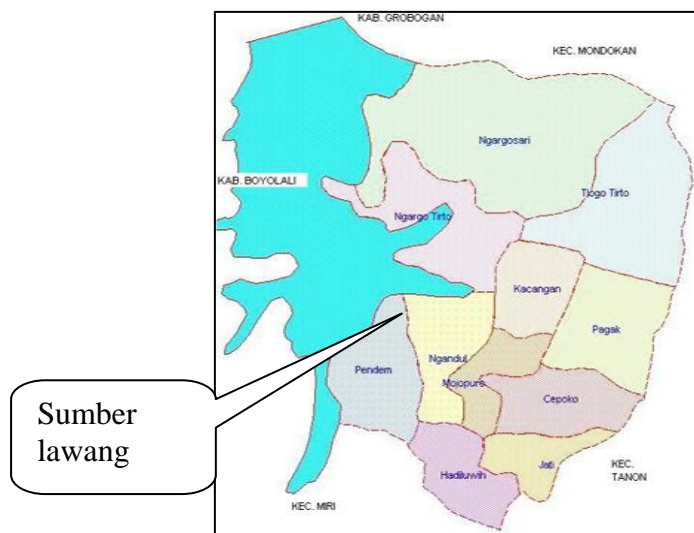 KAB. GROBOGAN
KEC. MONDOKAN
Ngargosari
KAB. BOYOLALI
Tlogo Tirto
Ngargo Tirto
Kacangan
Pagak
Ngandul
Pendem
Mojopuro
Cepoko
Sumber
lawang
Jati
KEC.
TANON
Hadiluwih
KEC. MIRI